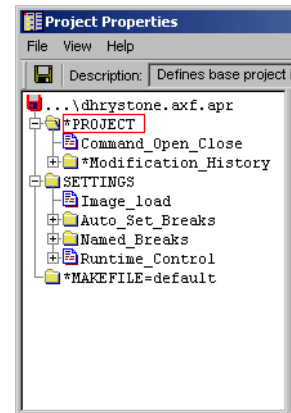 Project Properties
File View Help
Description: Defines base project
...\dhrystone.axf.apr
*PROJECT
Command_Open_Close
*Modification_History
SETTINGS
Image_load
Auto_Set_Breaks
Named_Breaks
Runtime_Control
*MAKEFILE=default